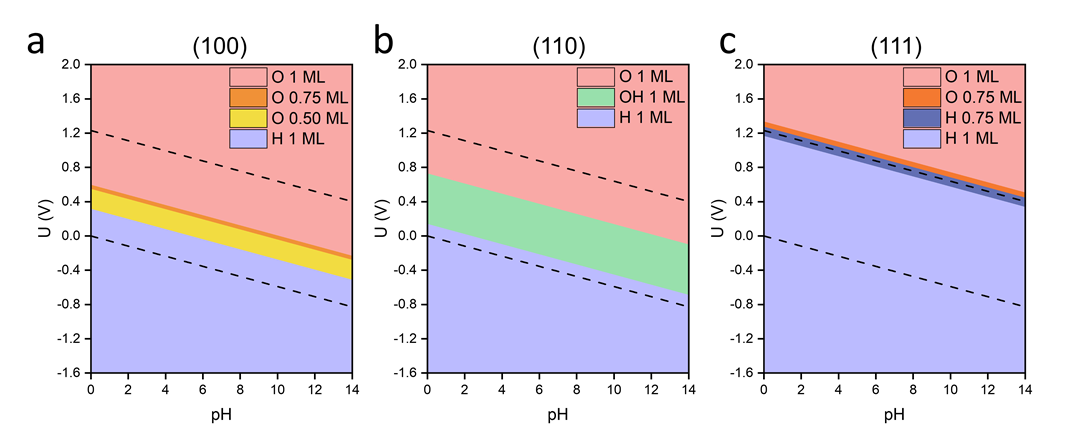 a
(100)
O 1 ML
O 0.75 ML
O 0.50 ML
H 1 ML
U (V)
2.0
1.6
1.2
0.8
0.4
0.0
-0.4
-0.8
-1.2
-1.6
0 2 4 6 8 10 12 14
pH
b
(110)
O 1 ML
OH 1 ML
H 1 ML
U (V)
2.0
1.6
1.2
0.8
0.4
0.0
-0.4
-0.8
-1.2
-1.6
0 2 4 6 8 10 12 14
pH
c
(111)
O 1 ML
O 0.75 ML
H 0.75 ML
H 1 ML
U (V)
2.0
1.6
1.2
0.8
0.4
0.0
-0.4
-0.8
-1.2
-1.6
0 2 4 6 8 10 12 14
pH